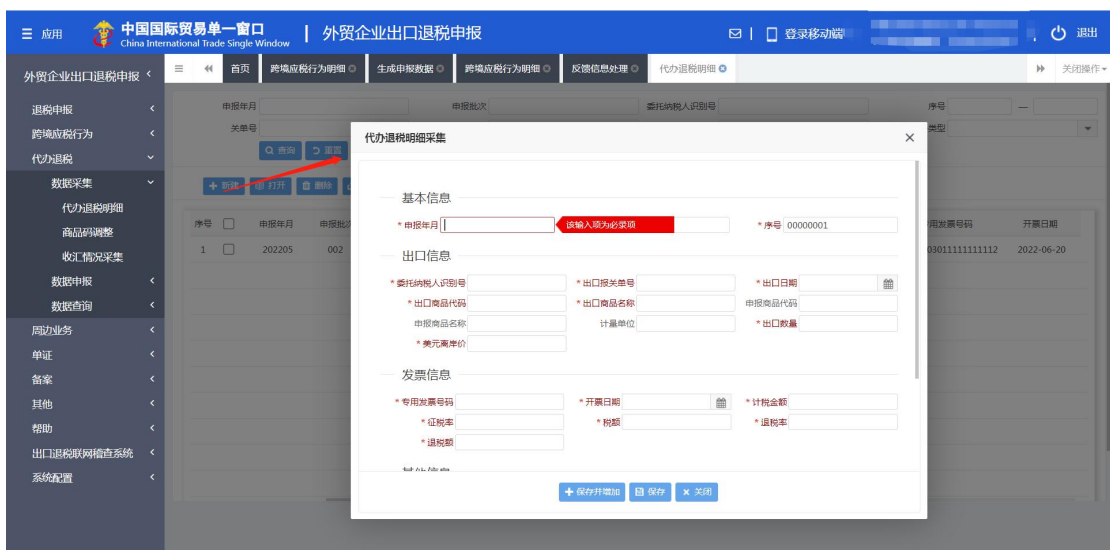 应用 中国国际贸易单一窗口 外贸企业出口退税申报 登录移动端 退出
China International Trade Single Window
外贸企业出口退税申报 首页 跨境应税行为明细 生成申报数据 跨境应税行为明细 反馈信息处理 代办退税明细 关闭操作
退税申报
跨境应税行为
代办退税
数据采集
代办退税明细
商品码调整
收汇情况采集
数据申报
数据查询
周边业务
单证
备案
其他
帮助
出口退税联网稽查系统
系统配置
申报年月 申报批次 委托纳税人识别号 序号 —
关单号 类型
查询 重置
新建 打开 删除
序号 申报年月 申报批次 开票日期
1 202205 002 2022-06-20
代办退税明细采集 ×
基本信息
* 申报年月 该输入项为必录项 * 序号 00000001
出口信息
* 委托纳税人识别号 * 出口报关单号 * 出口日期
* 出口商品代码 * 出口商品名称 申报商品代码
申报商品名称 计量单位 * 出口数量
* 美元离岸价
发票信息
* 专用发票号码 * 开票日期 * 计税金额
* 征税率 * 税额 * 退税率
* 退税额
保存并增加 保存 关闭